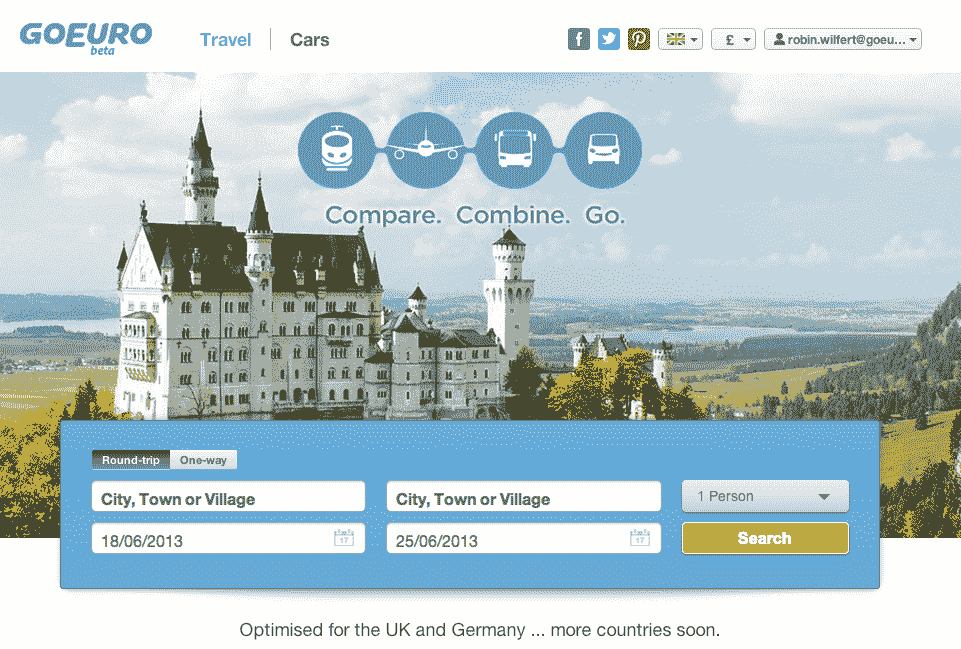 GOEURO
beta
Travel
Cars
£
robin.wilfert@goeu...
Compare. Combine. Go.
Round-trip
One-way
City, Town or Village
City, Town or Village
1 Person
18/06/2013
17
25/06/2013
17
Search
Optimised for the UK and Germany ... more countries soon.